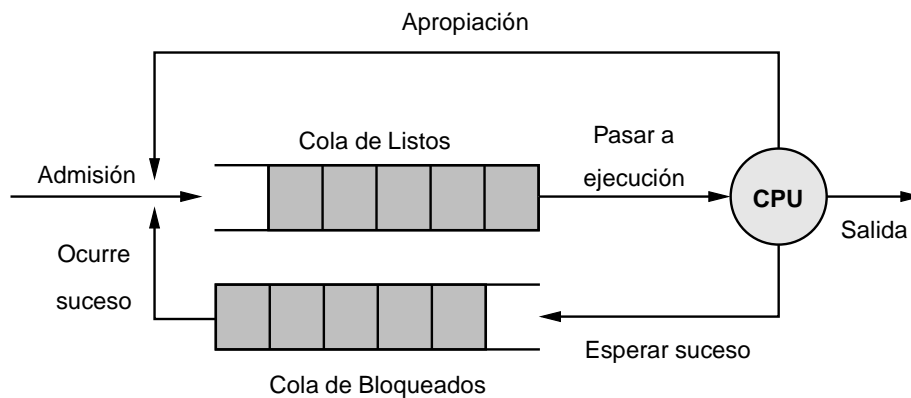 Apropiación
Cola de Listos
Pasar a
ejecución
Admisión
CPU
Salida
Ocurre
suceso
Esperar suceso
Cola de Bloqueados